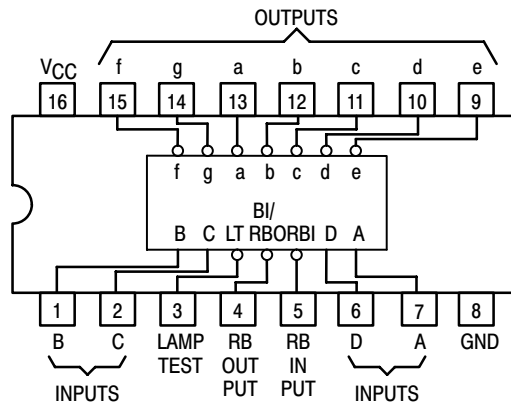 OUTPUTS
VCC f g a b c d e
16 15 14 13 12 11 10 9
f g a b c d e
BI/
B C LT RBO RBI D A
1 2 3 4 5 6 7 8
B C LAMP RB RB D A GND
TEST OUT IN
PUT PUT
INPUTS INPUTS